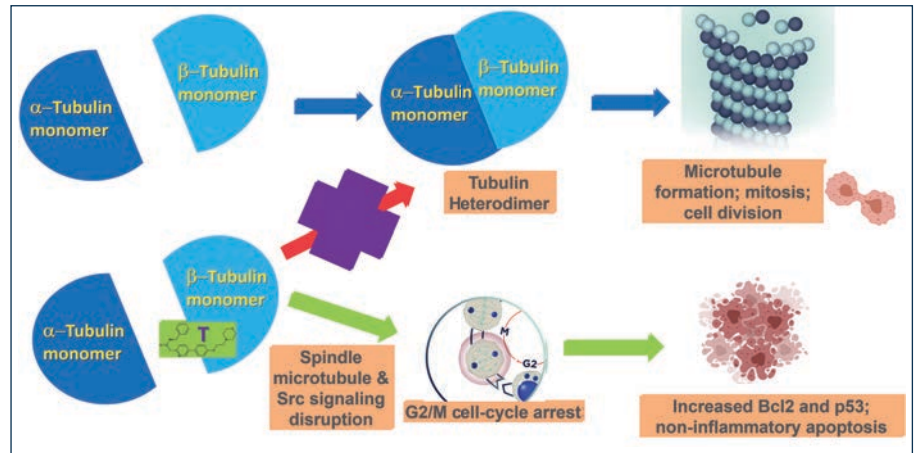 α–Tubulin
monomer
β–Tubulin
monomer
α–Tubulin
monomer
β–Tubulin
monomer
Tubulin
Heterodimer
Microtubule
formation; mitosis;
cell division
α–Tubulin
monomer
β–Tubulin
monomer
T
Spindle
microtubule &
Src signaling
disruption
M
G2
G2/M cell-cycle arrest
Increased Bcl2 and p53;
non-inflammatory apoptosis